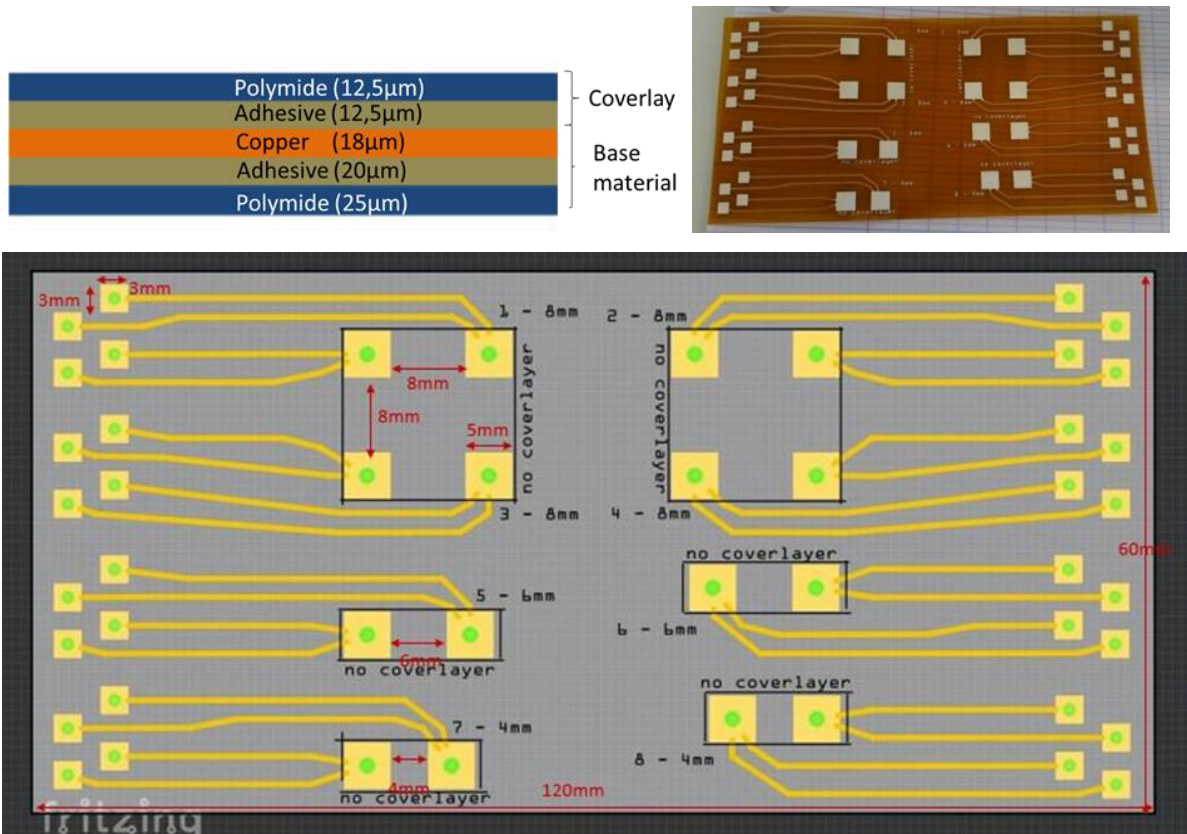 Polymide (12,5µm)
Adhesive (12,5µm)
Copper (18µm)
Adhesive (20µm)
Polymide (25µm)
Coverlay
Base
material
3mm
3mm
1 - 8mm
2 - 8mm
no coverlayer
no coverlayer
8mm
8mm
5mm
3 - 8mm
4 - 8mm
60mm
no coverlayer
5 - 6mm
6 - 6mm
6mm
no coverlayer
no coverlayer
7 - 4mm
8 - 4mm
4mm
no coverlayer
120mm
fritzing